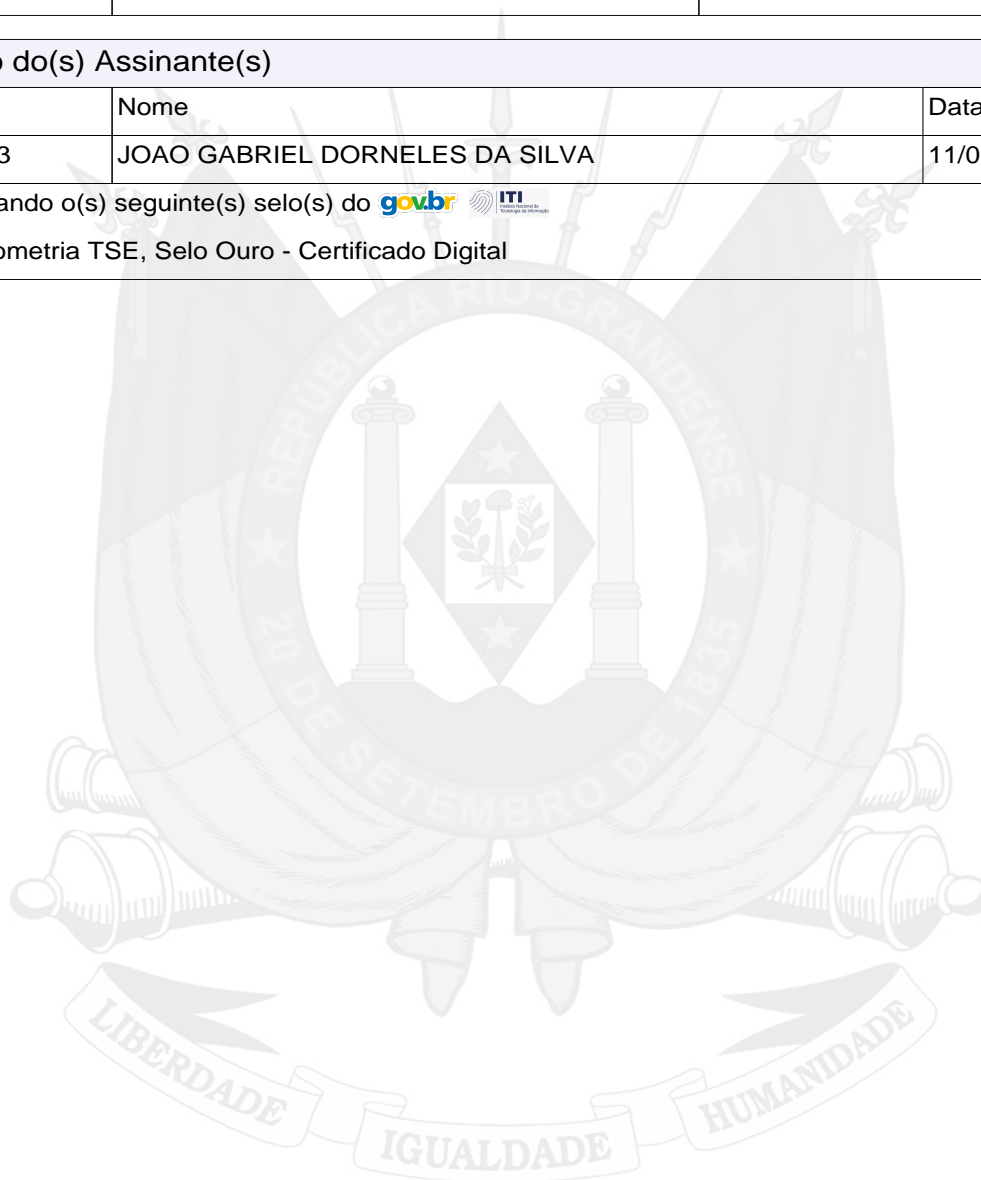 o do(s) Assinante(s)
Nome Data
3 JOAO GABRIEL DORNELES DA SILVA 11/0
ando o(s) seguinte(s) selo(s) do gov.br ITI
ometria TSE, Selo Ouro - Certificado Digital
REPÚBLICA RIO-GRANDENSE
20 DE SETEMBRO DE 1835
LIBERDADE
IGUALDADE
HUMANIDADE